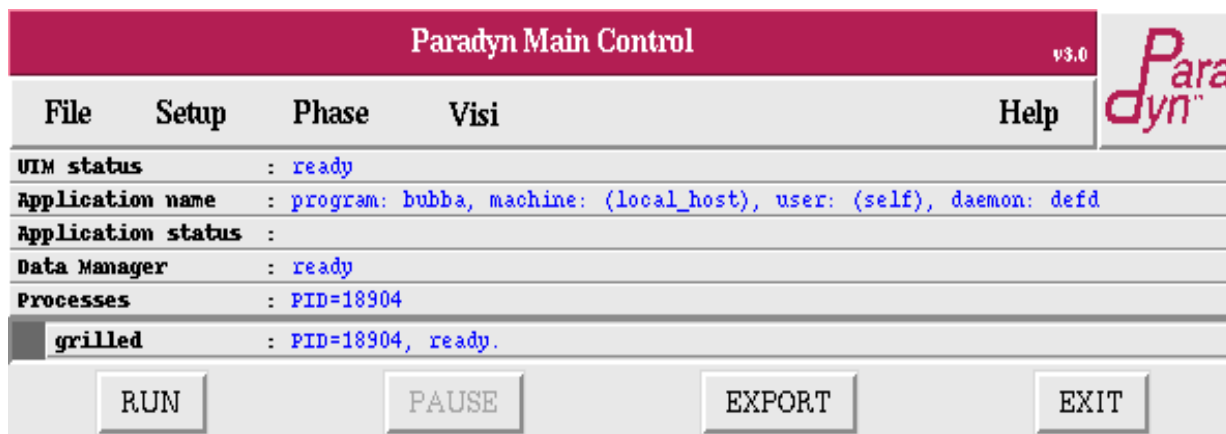 Paradyn Main Control
v3.0
Para
dyn™
File Setup Phase Visi Help
UIM status : ready
Application name : program: bubba, machine: (local_host), user: (self), daemon: defd
Application status :
Data Manager : ready
Processes : PID=18904
grilled : PID=18904, ready.
RUN PAUSE EXPORT EXIT